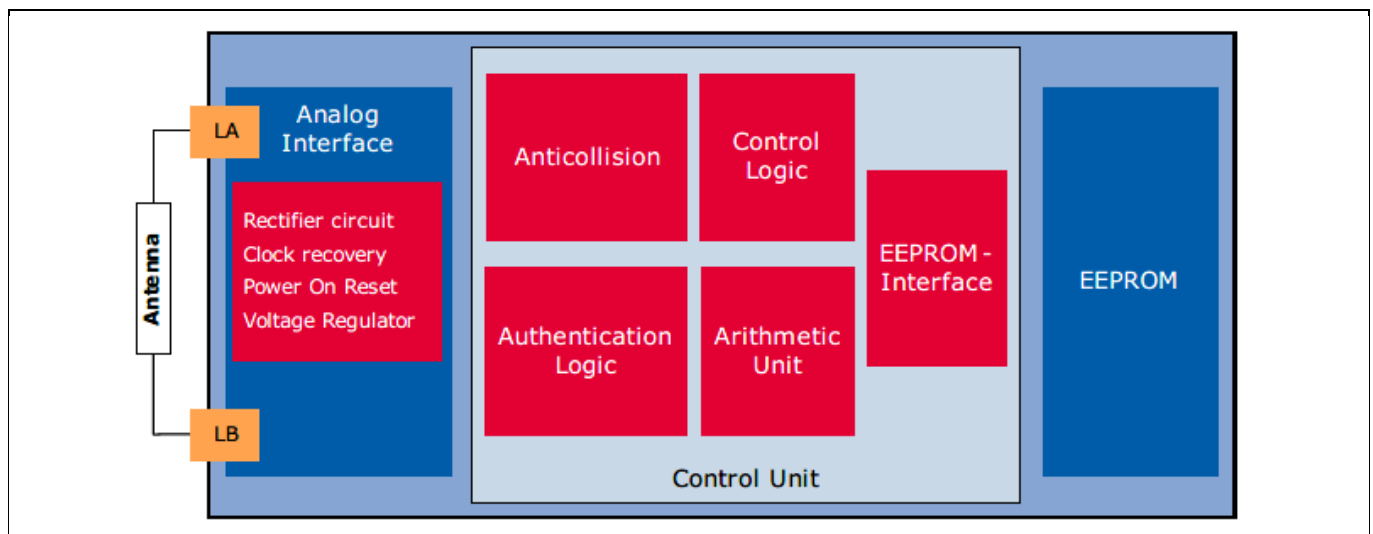 LA
Analog
Interface
Rectifier circuit
Clock recovery
Power On Reset
Voltage Regulator
Antenna
LB
Anticollision
Control
Logic
Authentication
Logic
Arithmetic
Unit
EEPROM -
Interface
Control Unit
EEPROM